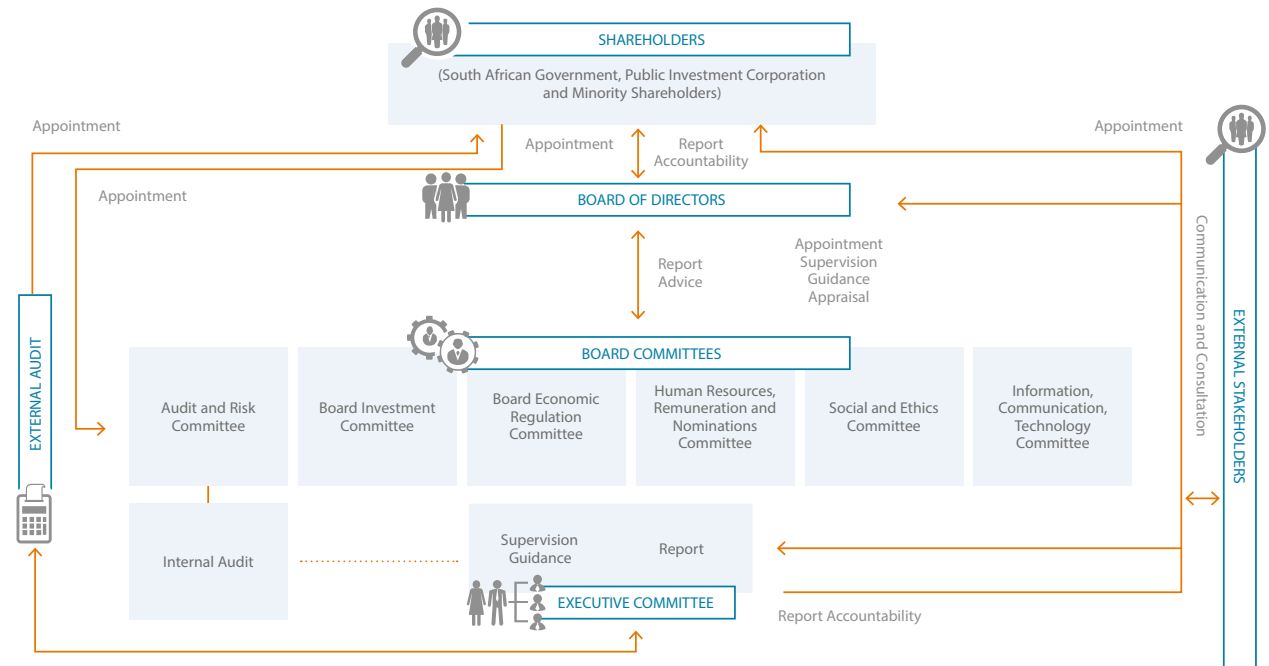 SHAREHOLDERS
(South African Government, Public Investment Corporation
and Minority Shareholders)
Appointment
Appointment
Appointment
Report
Accountability
Appointment
BOARD OF DIRECTORS
Report
Advice
Appointment
Supervision
Guidance
Appraisal
Communication and Consultation
EXTERNAL STAKEHOLDERS
EXTERNAL AUDIT
BOARD COMMITTEES
Audit and Risk
Committee
Board Investment
Committee
Board Economic
Regulation
Committee
Human Resources,
Remuneration and
Nominations
Committee
Social and Ethics
Committee
Information,
Communication,
Technology
Committee
Internal Audit
Supervision
Guidance
Report
EXECUTIVE COMMITTEE
Report Accountability